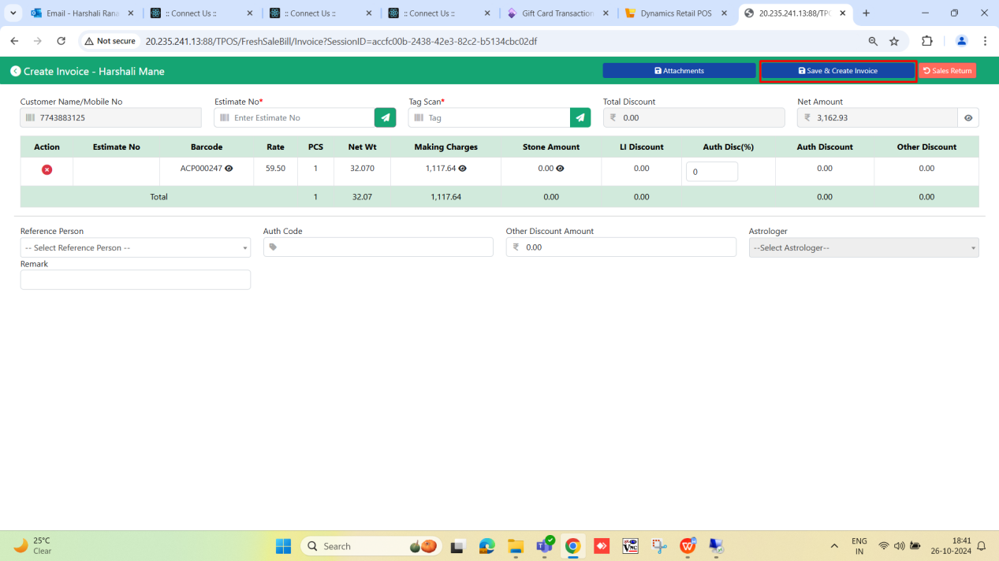 Email - Harshali Rana
:: Connect Us ::
:: Connect Us ::
:: Connect Us ::
Gift Card Transaction
Dynamics Retail POS
20.235.241.13:88/TPO
Not secure
20.235.241.13:88/TPOS/FreshSaleBill/Invoice?SessionID=accfc00b-2438-42e3-82c2-b5134cbc02df
Create Invoice - Harshali Mane
Attachments
Save & Create Invoice
Sales Return
Customer Name/Mobile No
Estimate No*
Tag Scan*
Total Discount
Net Amount
7743883125
Enter Estimate No
Tag
₹ 0.00
₹ 3,162.93
Action Estimate No Barcode Rate PCS Net Wt Making Charges Stone Amount LI Discount Auth Disc(%) Auth Discount Other Discount
ACP000247 59.50 1 32.070 1,117.64 0.00 0.00 0 0.00 0.00
Total 1 32.07 1,117.64 0.00 0.00 0.00 0.00
Reference Person
Auth Code
Other Discount Amount
Astrologer
-- Select Reference Person --
₹ 0.00
--Select Astrologer--
Remark
25°C
Clear
Search
ENG
IN
18:41
26-10-2024